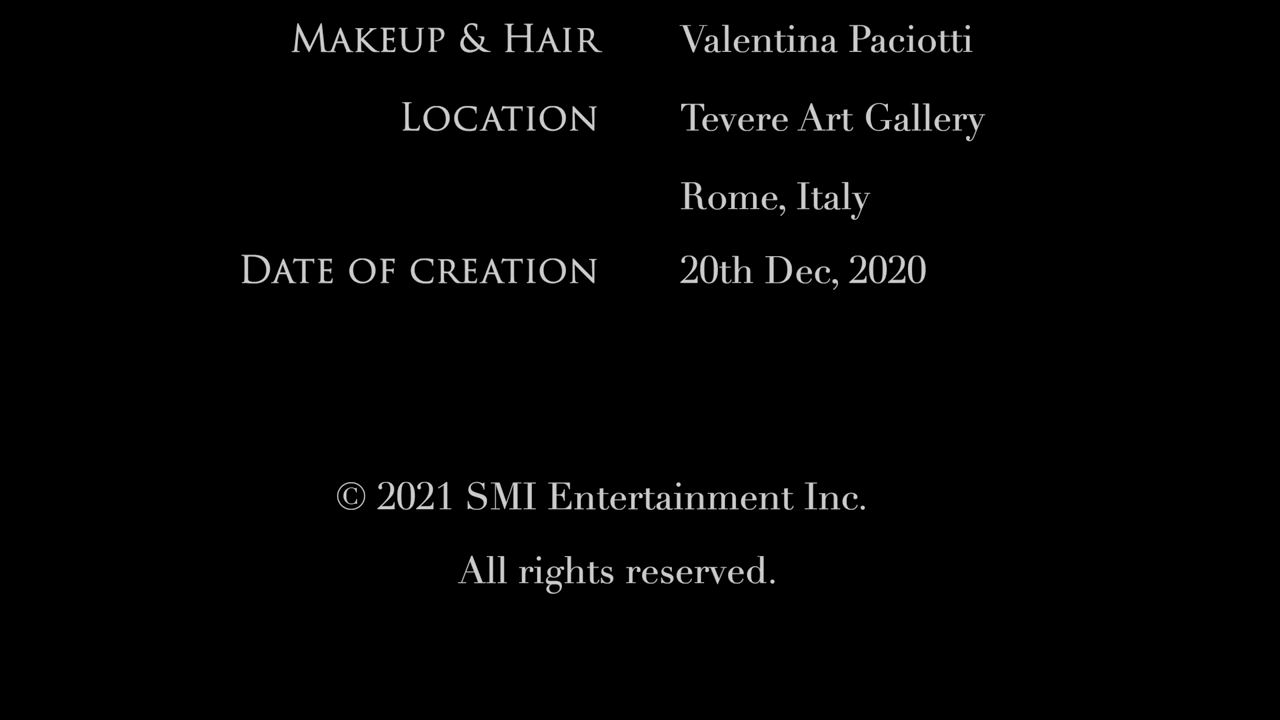 MAKEUP & HAIR Valentina Paciotti
LOCATION Tevere Art Gallery
Rome, Italy
DATE OF CREATION 20th Dec, 2020
© 2021 SMI Entertainment Inc.
All rights reserved.